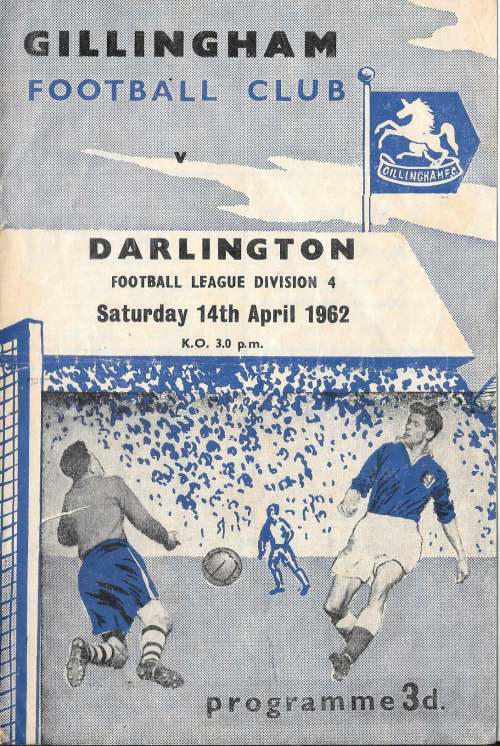 GILLINGHAM
FOOTBALL CLUB
v
GILLINGHAM F.C.
DARLINGTON
FOOTBALL LEAGUE DIVISION 4
Saturday 14th April 1962
K.O. 3.0 p.m.
programme 3d.